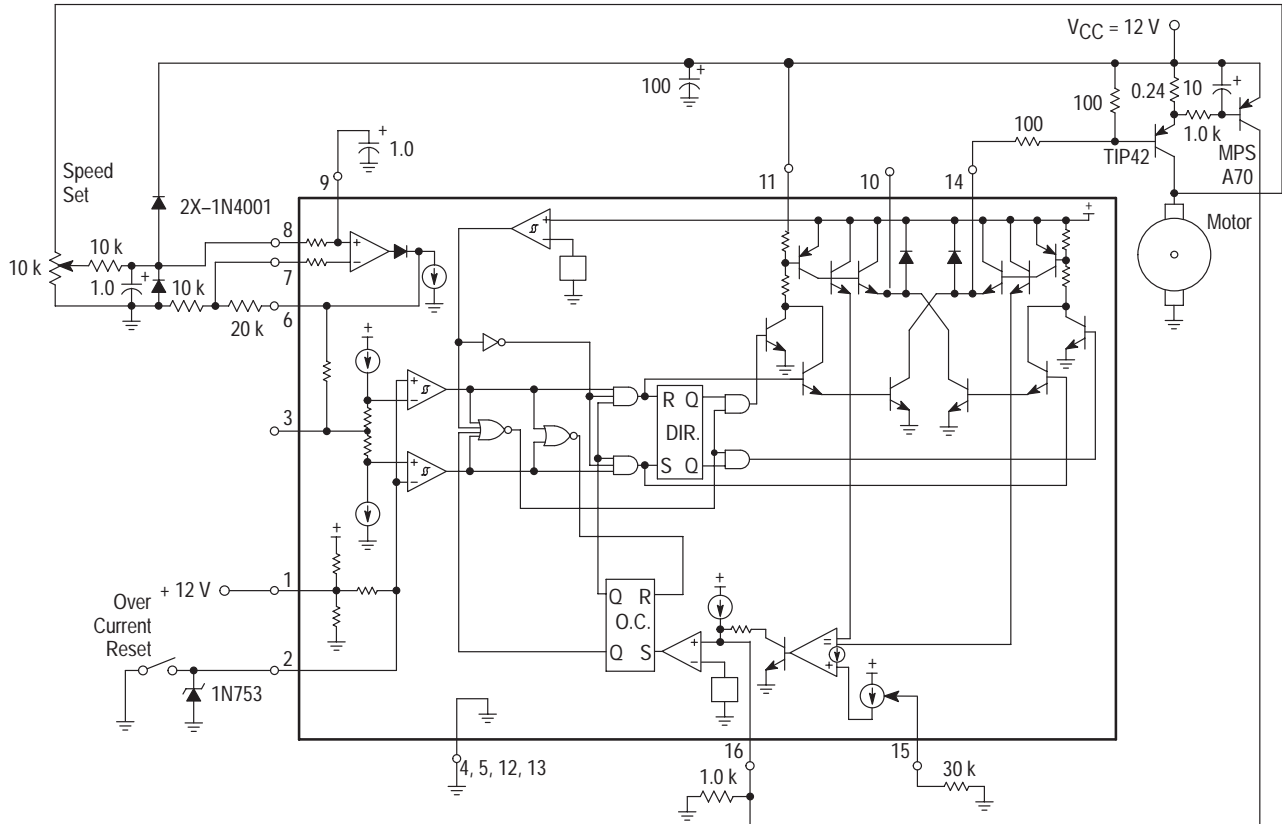 VCC = 12 V
100
+
0.24
10
+
100
1.0 k
100
TIP42
MPS
A70
+
1.0
Speed
Set
9
11
10
14
2X–1N4001
+
Motor
10 k
8
+
–
10 k
+
1.0
7
10 k
20 k
6
+
–
+
3
+
–
R Q
DIR.
S Q
+
–
+
+ 12 V
1
Over
Current
Reset
Q R
O.C.
Q S
+
+
–
=
+
+
2
1N753
4, 5, 12, 13
16
15
1.0 k
30 k